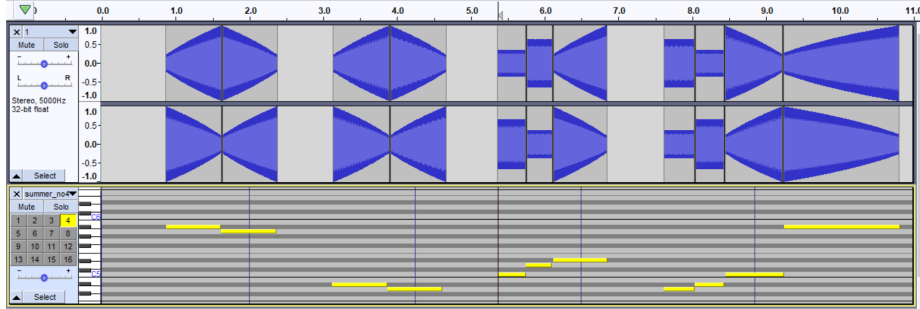 0.0 1.0 2.0 3.0 4.0 5.0 6.0 7.0 8.0 9.0 10.0 11.0
1
Mute Solo
- +
L R
Stereo, 5000Hz
32-bit float
Select
1.0
0.5-
0.0-
-0.5-
-1.0
1.0
0.5-
0.0-
-0.5-
-1.0
summer_no4
Mute Solo
1 2 3 4
5 6 7 8
9 10 11 12
13 14 15 16
- +
Select
C6
C5